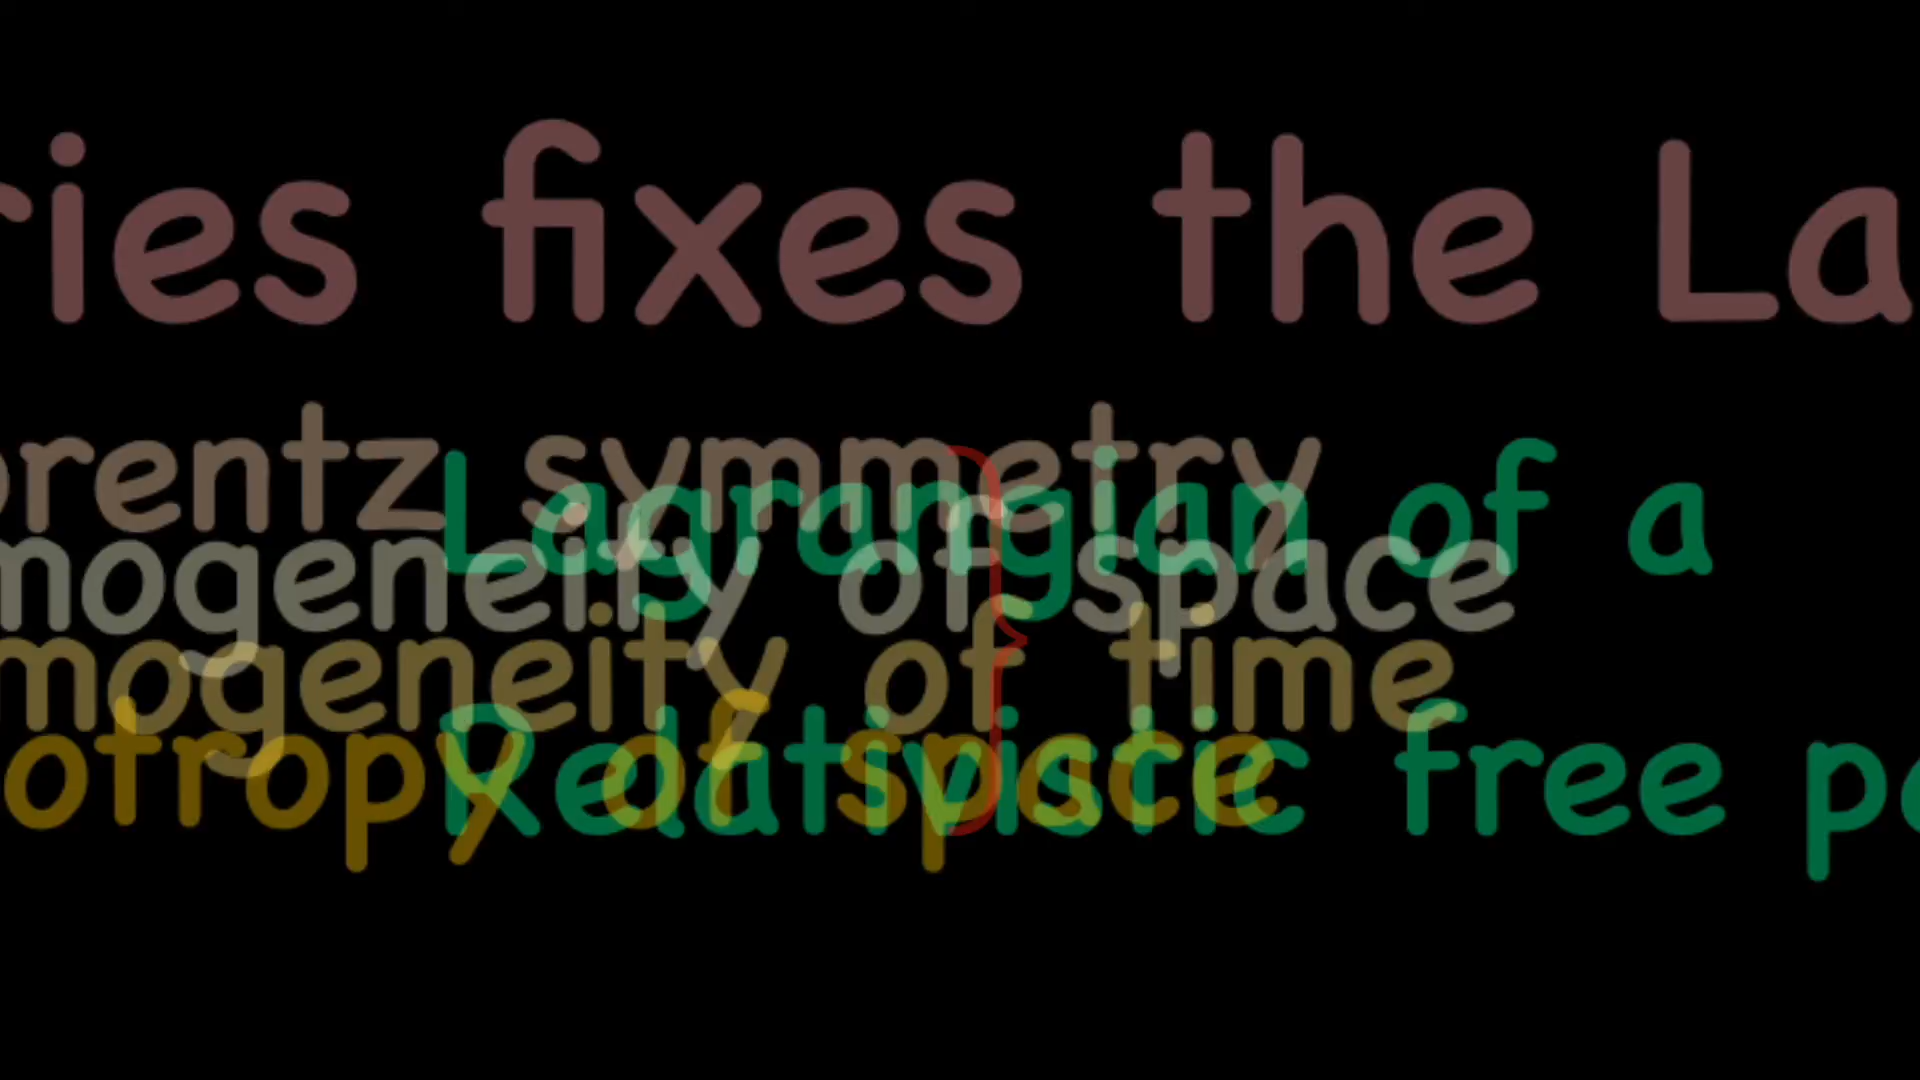 ries fixes the La
rentz symmetry
Lagrangian of a
mogeneity of space
mogeneity of time
otropy of space
Relativistic free pa